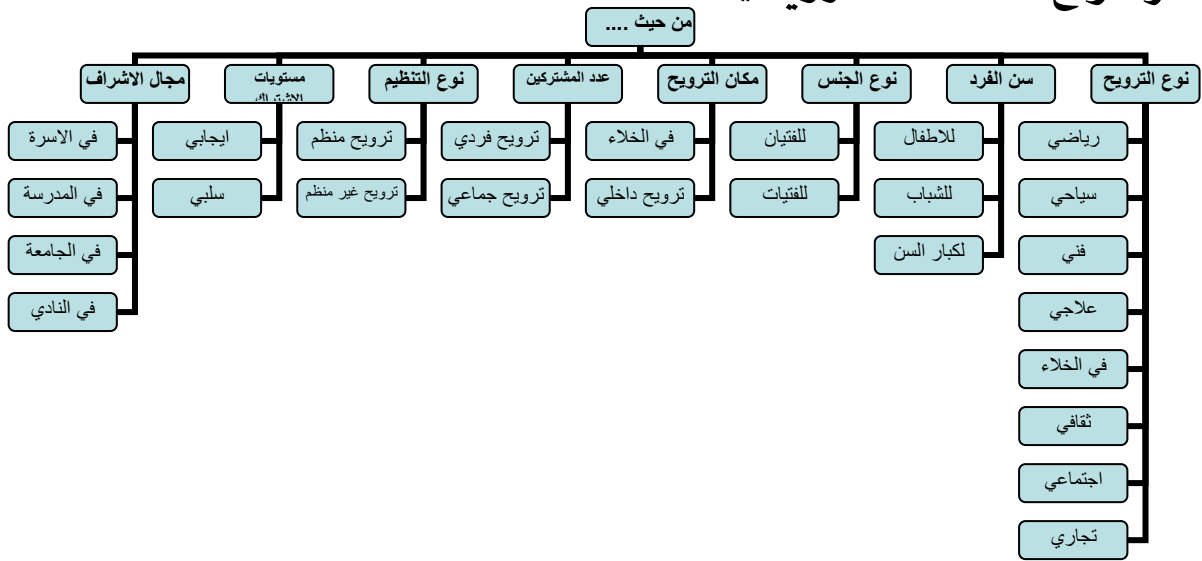 من حيث ....
نوع الترويح
سن الفرد
نوع الجنس
مكان الترويح
عدد المشتركين
نوع التنظيم
مستويات
مجال الاشراف
رياضي
سياحي
فني
علاجي
في الخلاء
ثقافي
اجتماعي
تجاري
للاطفال
للشباب
لكبار السن
للفتيان
للفتيات
في الخلاء
ترويح داخلي
ترويح فردي
ترويح جماعي
ترويح منظم
ترويح غير منظم
ايجابي
سلبي
في الاسرة
في المدرسة
في الجامعة
في النادي